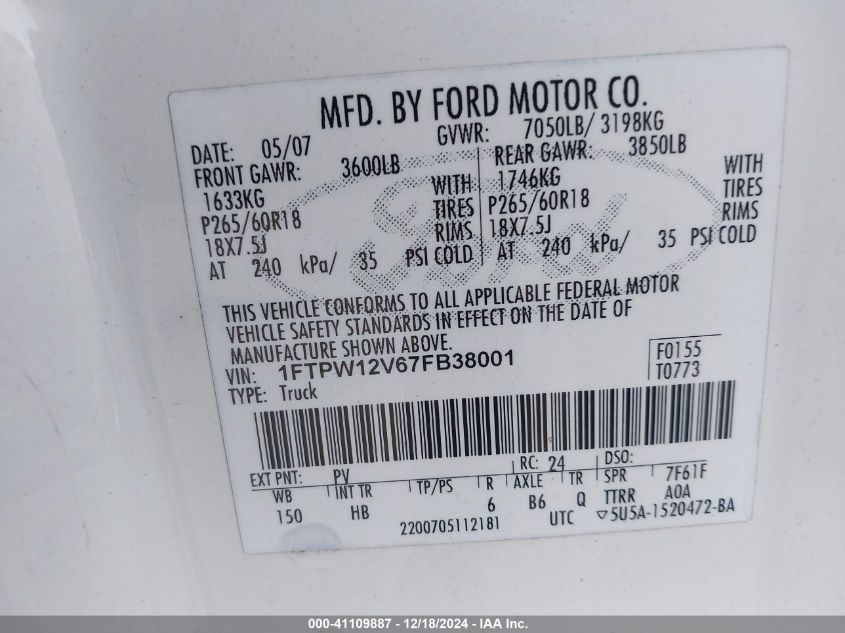 MFD. BY FORD MOTOR CO.
DATE: 05/07 GVWR: 7050LB/ 3198KG
FRONT GAWR: 3600LB REAR GAWR: 3850LB
1633KG WITH 1746KG WITH
P265/60R18 TIRES P265/60R18 TIRES
18X7.5J RIMS 18X7.5J RIMS
AT 240 kPa/ 35 PSI COLD AT 240 kPa/ 35 PSI COLD
Ford
THIS VEHICLE CONFORMS TO ALL APPLICABLE FEDERAL MOTOR
VEHICLE SAFETY STANDARDS IN EFFECT ON THE DATE OF
MANUFACTURE SHOWN ABOVE.
VIN: 1FTPW12V67FB38001 F0155
TYPE: Truck T0773
EXT PNT: PV RC: 24 DSO:
WB INT TR TP/PS R AXLE TR SPR 7F61F
150 HB 6 B6 Q TTRR AOA
2200705112181 UTC ▽5U5A-1520472-BA
000-41109887 - 12/18/2024 - IAA Inc.